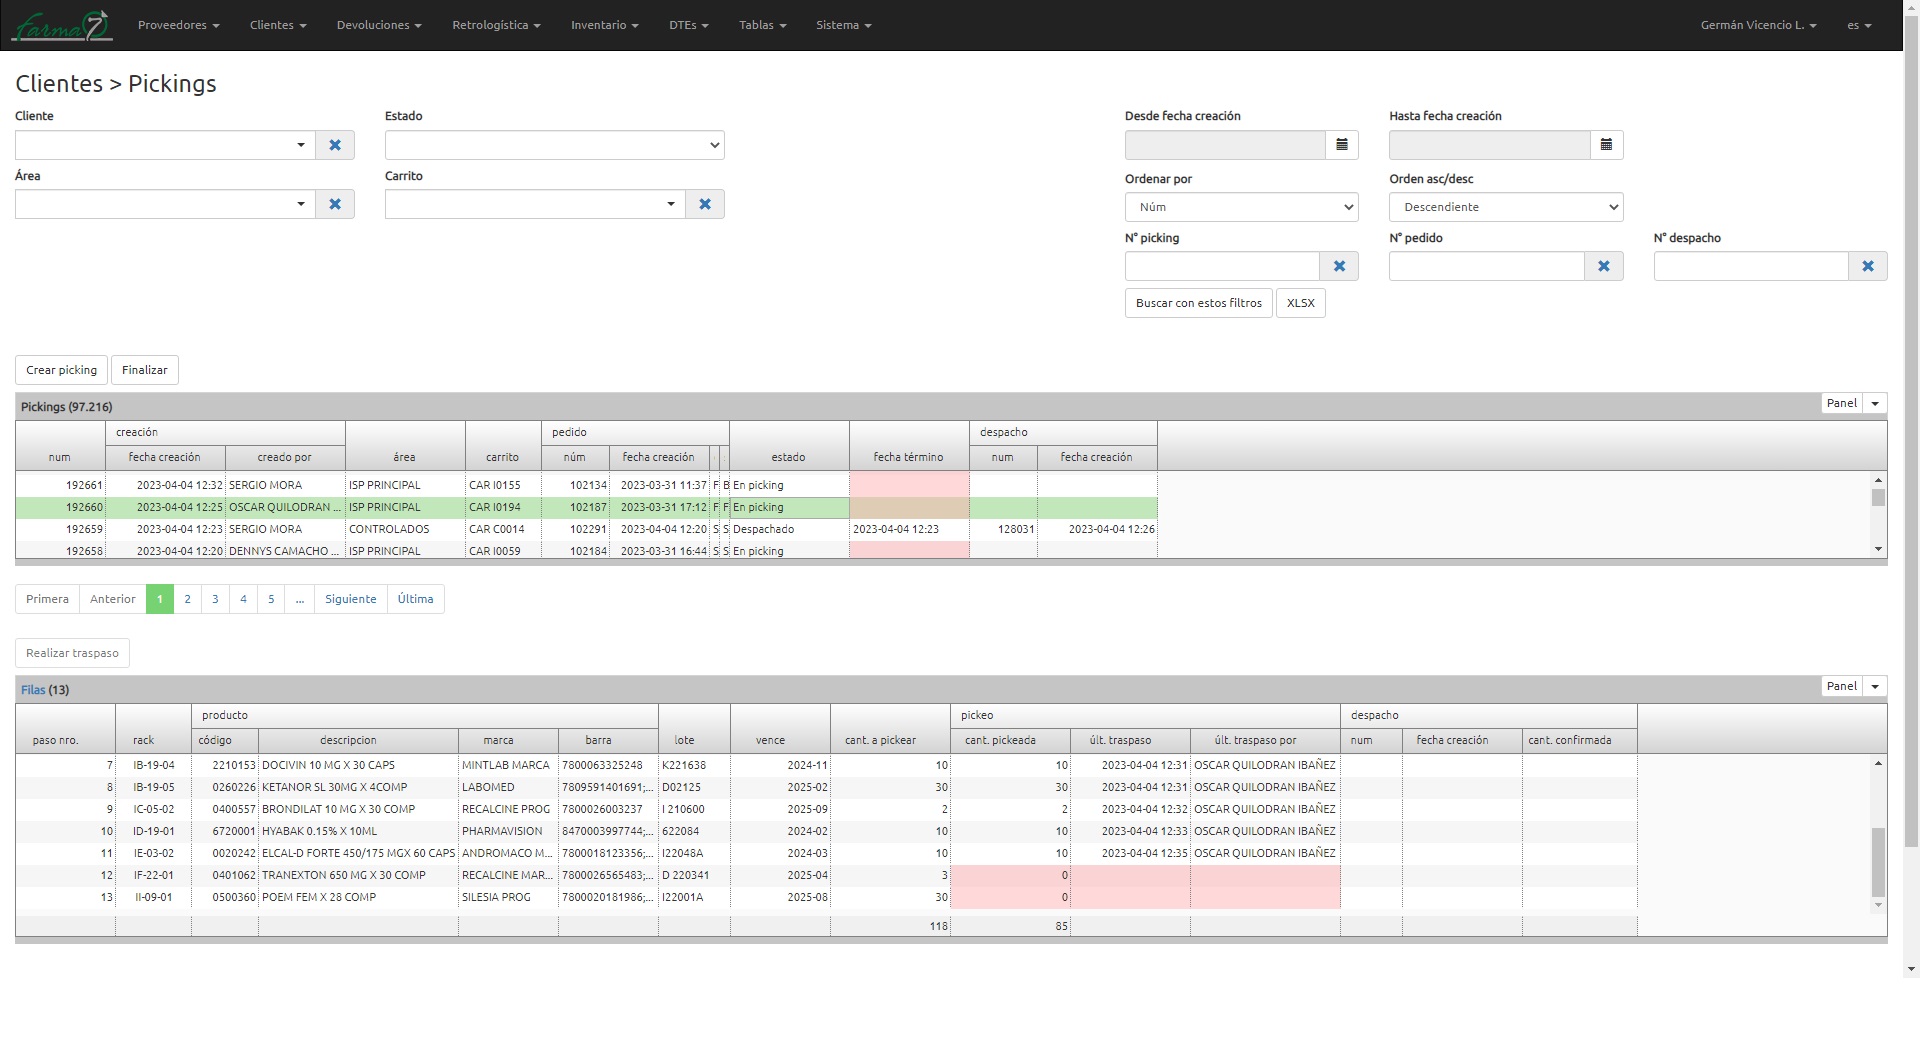 farma7 Proveedores Clientes Devoluciones Retrologística Inventario DTEs Tablas Sistema Germán Vicencio L. es
Clientes > Pickings
Cliente Estado Desde fecha creación Hasta fecha creación
Área Carrito Ordenar por Orden asc/desc
Núm Descendiente
N° picking N° pedido N° despacho
Buscar con estos filtros XLSX
Crear picking Finalizar
Pickings (97.216) Panel
creación pedido despacho
num fecha creación creado por área carrito núm fecha creación estado fecha término num fecha creación
192661 2023-04-04 12:32 SERGIO MORA ISP PRINCIPAL CAR I0155 102134 2023-03-31 11:37 F B En picking
192660 2023-04-04 12:25 OSCAR QUILODRAN ... ISP PRINCIPAL CAR I0194 102187 2023-03-31 17:12 F F En picking
192659 2023-04-04 12:23 SERGIO MORA CONTROLADOS CAR C0014 102291 2023-04-04 12:20 S S Despachado 2023-04-04 12:23 128031 2023-04-04 12:26
192658 2023-04-04 12:20 DENNYS CAMACHO ... ISP PRINCIPAL CAR I0059 102184 2023-03-31 16:44 S S En picking
Primera Anterior 1 2 3 4 5 ... Siguiente Última
Realizar traspaso
Filas (13) Panel
producto pickeo despacho
paso nro. rack código descripcion marca barra lote vence cant. a pickear cant. pickeada últ. traspaso últ. traspaso por num fecha creación cant. confirmada
7 IB-19-04 2210153 DOCIVIN 10 MG X 30 CAPS MINTLAB MARCA 7800063325248 K221638 2024-11 10 10 2023-04-04 12:31 OSCAR QUILODRAN IBAÑEZ
8 IB-19-05 0260226 KETANOR SL 30MG X 4COMP LABOMED 7809591401691;... D02125 2025-02 30 30 2023-04-04 12:31 OSCAR QUILODRAN IBAÑEZ
9 IC-05-02 0400557 BRONDILAT 10 MG X 30 COMP RECALCINE PROG 7800026003237 I 210600 2025-09 2 2 2023-04-04 12:32 OSCAR QUILODRAN IBAÑEZ
10 ID-19-01 6720001 HYABAK 0.15% X 10ML PHARMAVISION 8470003997744;... 622084 2024-02 10 10 2023-04-04 12:33 OSCAR QUILODRAN IBAÑEZ
11 IE-03-02 0020242 ELCAL-D FORTE 450/175 MGX 60 CAPS ANDROMACO M... 7800018123356;... I22048A 2024-03 10 10 2023-04-04 12:35 OSCAR QUILODRAN IBAÑEZ
12 IF-22-01 0401062 TRANEXTON 650 MG X 30 COMP RECALCINE MAR... 7800026565483;... D 220341 2025-04 3 0
13 II-09-01 0500360 POEM FEM X 28 COMP SILESIA PROG 7800020181986;... I22001A 2025-08 30 0
118 85